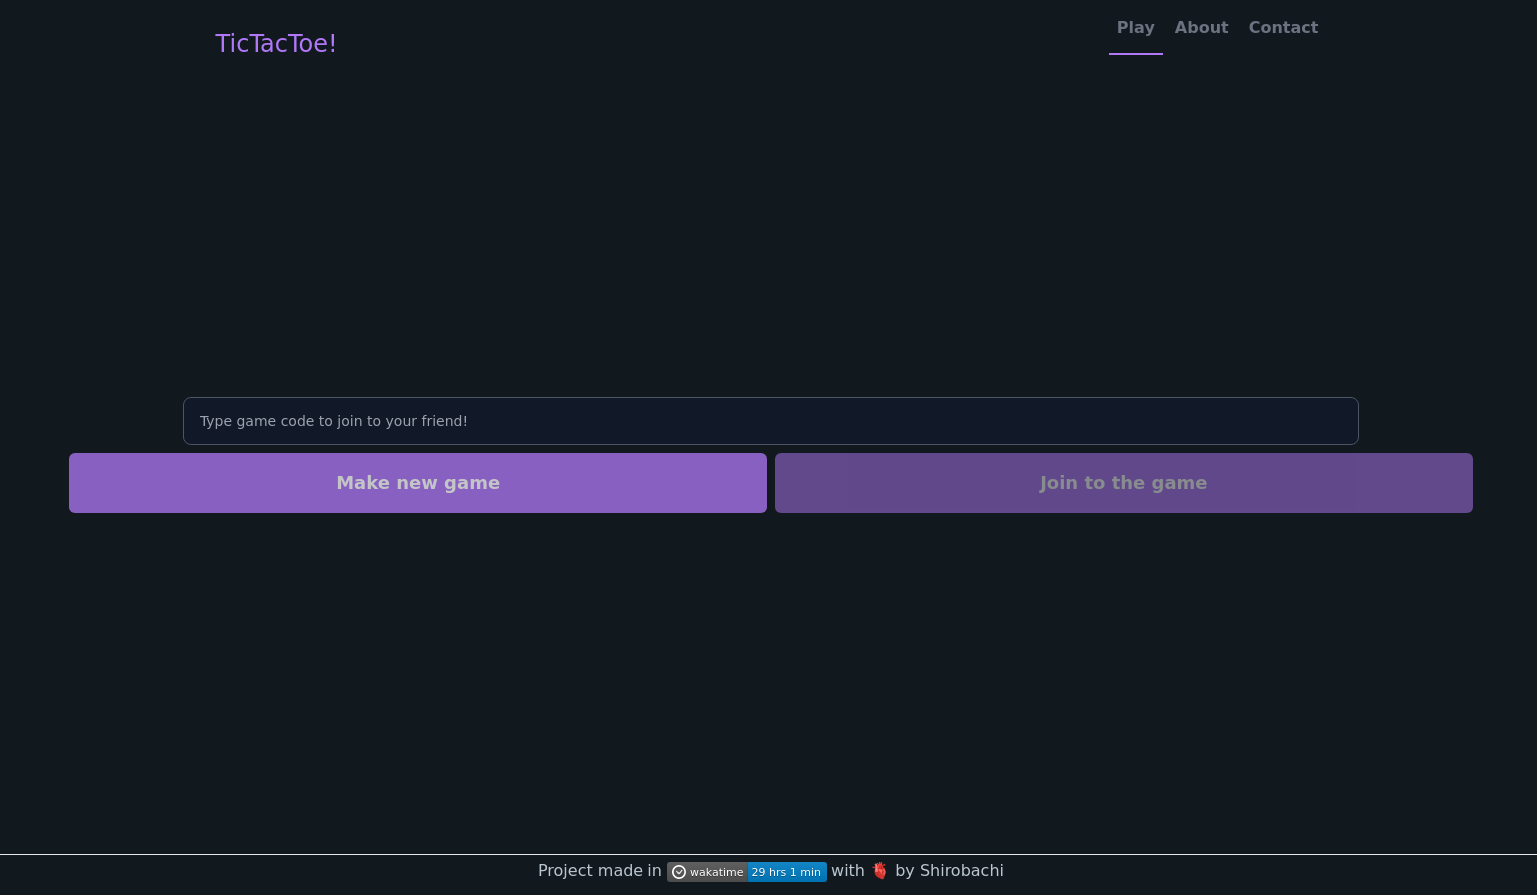 TicTacToe!
Play About Contact
Type game code to join to your friend!
Make new game
Join to the game
Project made in wakatime 29 hrs 1 min with 🫀 by Shirobachi